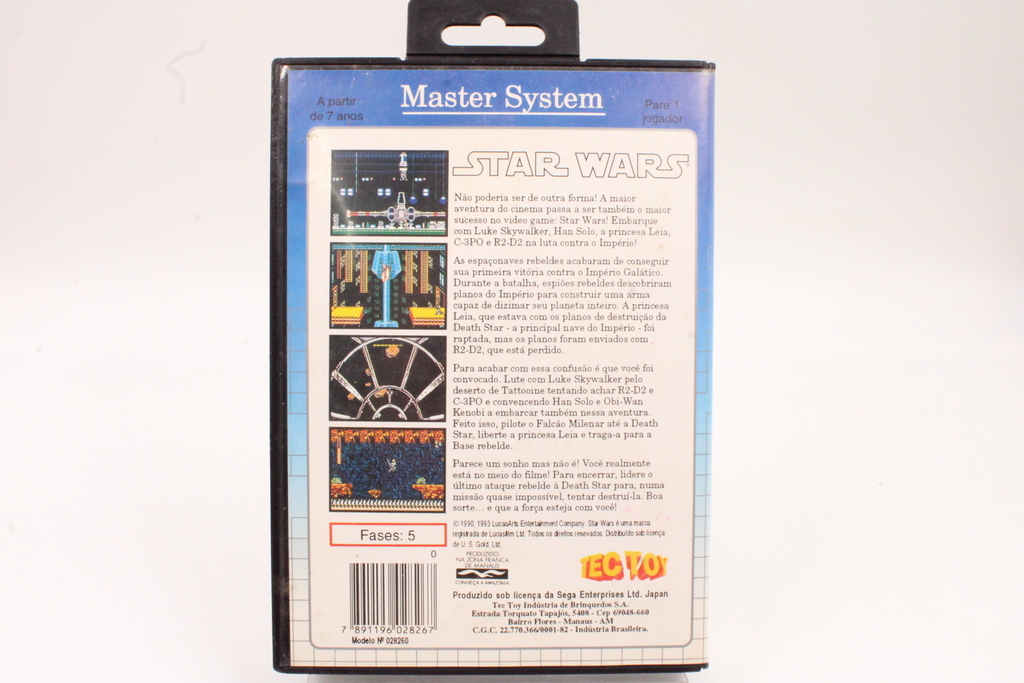 Master System
A partir
de 7 anos
Para 1
jogador
STAR WARS
Não poderia ser de outra forma! A maior
aventura do cinema passa a ser também o maior
sucesso no video game: Star Wars! Embarque
com Luke Skywalker, Han Solo, a princesa Leia,
C-3PO e R2-D2 na luta contra o Império!
As espaçonaves rebeldes acabaram de conseguir
sua primeira vitória contra o Império Galático.
Durante a batalha, espiões rebeldes descobriram
planos do Império para construir uma arma
capaz de dizimar seu planeta inteiro. A princesa
Leia, que estava com os planos de destruição da
Death Star - a principal nave do Império - foi
raptada, mas os planos foram enviados com
R2-D2, que está perdido.
Para acabar com essa confusão é que você foi
convocado. Lute com Luke Skywalker pelo
deserto de Tattooine tentando achar R2-D2 e
C-3PO e convencendo Han Solo e Obi-Wan
Kenobi a embarcar também nessa aventura.
Feito isso, pilote o Falcão Milenar até a Death
Star, liberte a princesa Leia e traga-a para a
Base rebelde.
Parece um sonho mas não é! Você realmente
está no meio do filme! Para encerrar, lidere o
último ataque rebelde à Death Star para, numa
missão quase impossível, tentar destruí-la. Boa
sorte... e que a força esteja com você!
© 1990, 1993 LucasArts Entertainment Company. Star Wars é uma marca
registrada de Lucasfilm Ltd. Todos os direitos resevados. Distribuído sob licença
de U. S. Gold, Ltd.
Fases: 5
0
7 891196 028267
Modelo Nº 028260
PRODUZIDO
NA ZONA FRANCA
DE MANAUS
CONHEÇA A AMAZÔNIA
TEC TOY
Produzido sob licença da Sega Enterprises Ltd. Japan
Tec Toy Indústria de Brinquedos S.A.
Estrada Torquato Tapajós, 5408 - Cep 69048-660
Bairro Flores - Manaus - AM
C.G.C. 22.770.366/0001-82 - Indústria Brasileira.